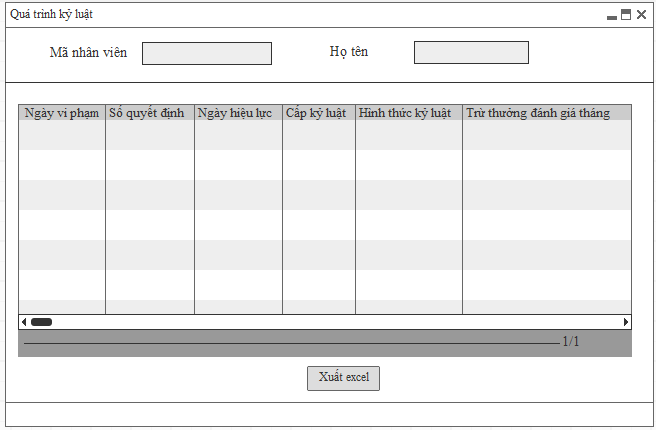 Quá trình kỷ luật
Mã nhân viên Họ tên
Ngày vi phạm Số quyết định Ngày hiệu lực Cấp kỷ luật Hình thức kỷ luật Trừ thưởng đánh giá tháng
1/1
Xuất excel